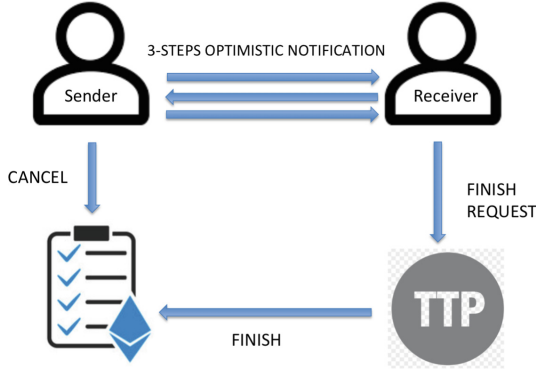 3-STEPS OPTIMISTIC NOTIFICATION
Sender
Receiver
CANCEL
FINISH
REQUEST
TTP
FINISH